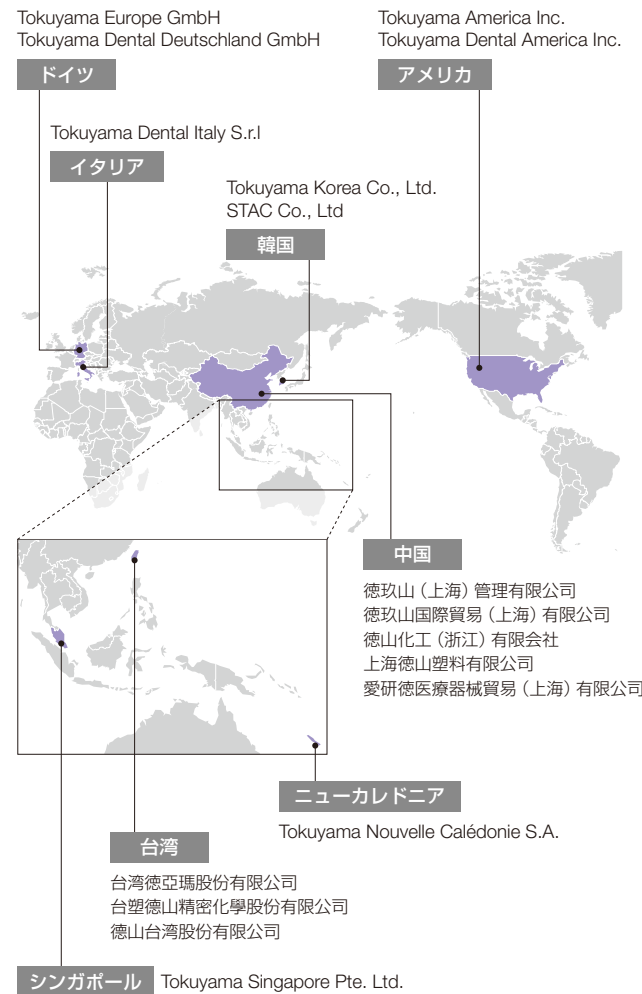 Tokuyama Europe GmbH
Tokuyama Dental Deutschland GmbH
ドイツ
Tokuyama America Inc.
Tokuyama Dental America Inc.
アメリカ
Tokuyama Dental Italy S.r.l
イタリア
Tokuyama Korea Co., Ltd.
STAC Co., Ltd
韓国
中国
徳玖山（上海）管理有限公司
徳玖山国際貿易（上海）有限公司
徳山化工（浙江）有限会社
上海徳山塑料有限公司
愛研徳医療器械貿易（上海）有限公司
ニューカレドニア
Tokuyama Nouvelle Calédonie S.A.
台湾
台湾徳亞瑪股份有限公司
台塑德山精密化學股份有限公司
德山台湾股份有限公司
シンガポール Tokuyama Singapore Pte. Ltd.